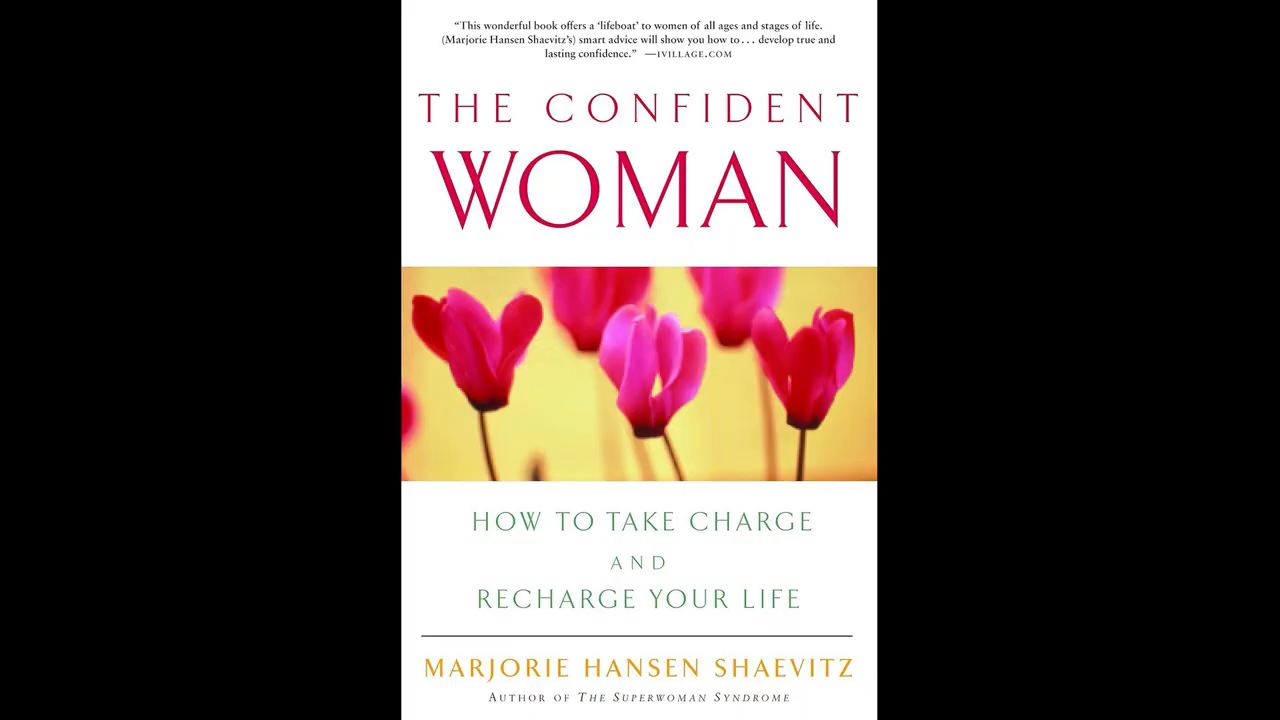 “This wonderful book offers a ‘lifeboat’ to women of all ages and stages of life.
(Marjorie Hansen Shaevitz’s) smart advice will show you how to . . . develop true and
lasting confidence.” —IVILLAGE.COM
THE CONFIDENT
WOMAN
HOW TO TAKE CHARGE
AND
RECHARGE YOUR LIFE
MARJORIE HANSEN SHAEVITZ
AUTHOR OF THE SUPERWOMAN SYNDROME